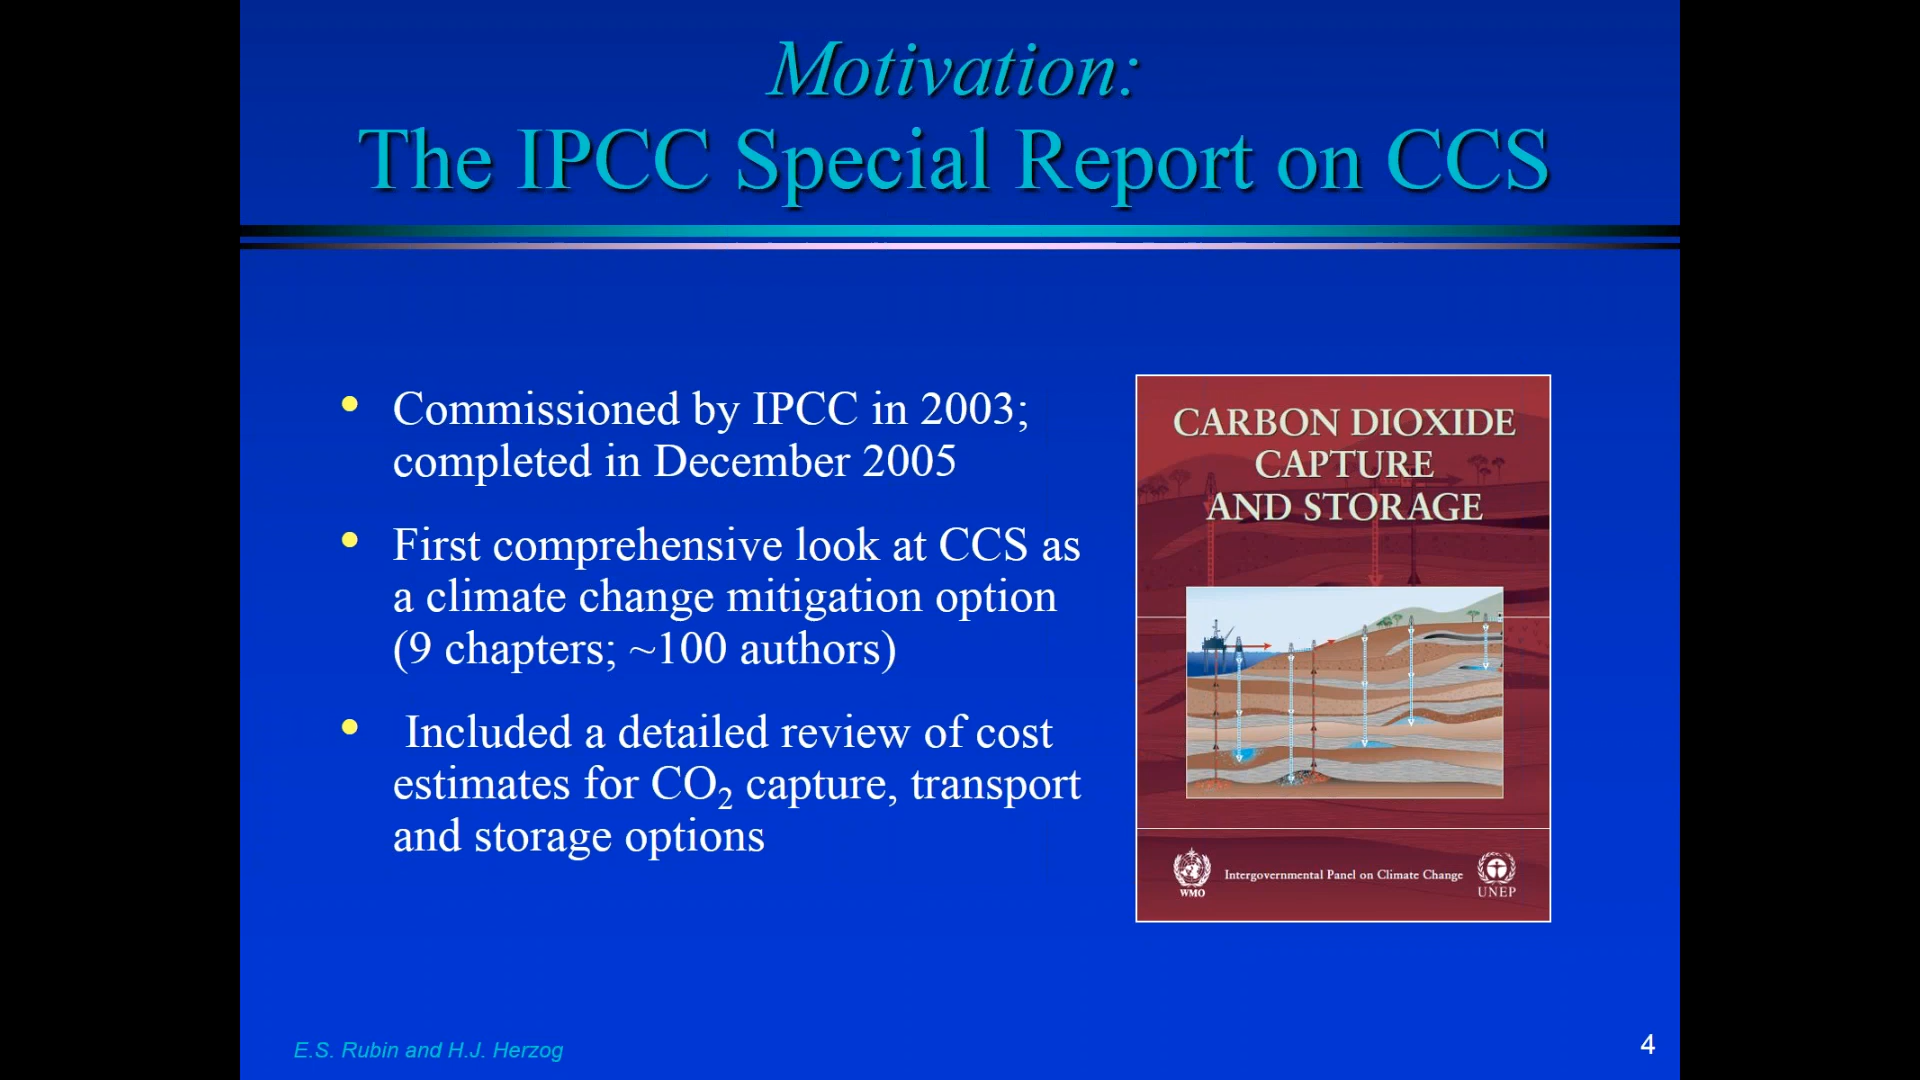 Motivation:
The IPCC Special Report on CCS
• Commissioned by IPCC in 2003;
completed in December 2005
• First comprehensive look at CCS as
a climate change mitigation option
(9 chapters; ~100 authors)
• Included a detailed review of cost
estimates for CO₂ capture, transport
and storage options
CARBON DIOXIDE
CAPTURE
AND STORAGE
WMO
Intergovernmental Panel on Climate Change
UNEP
E.S. Rubin and H.J. Herzog
4